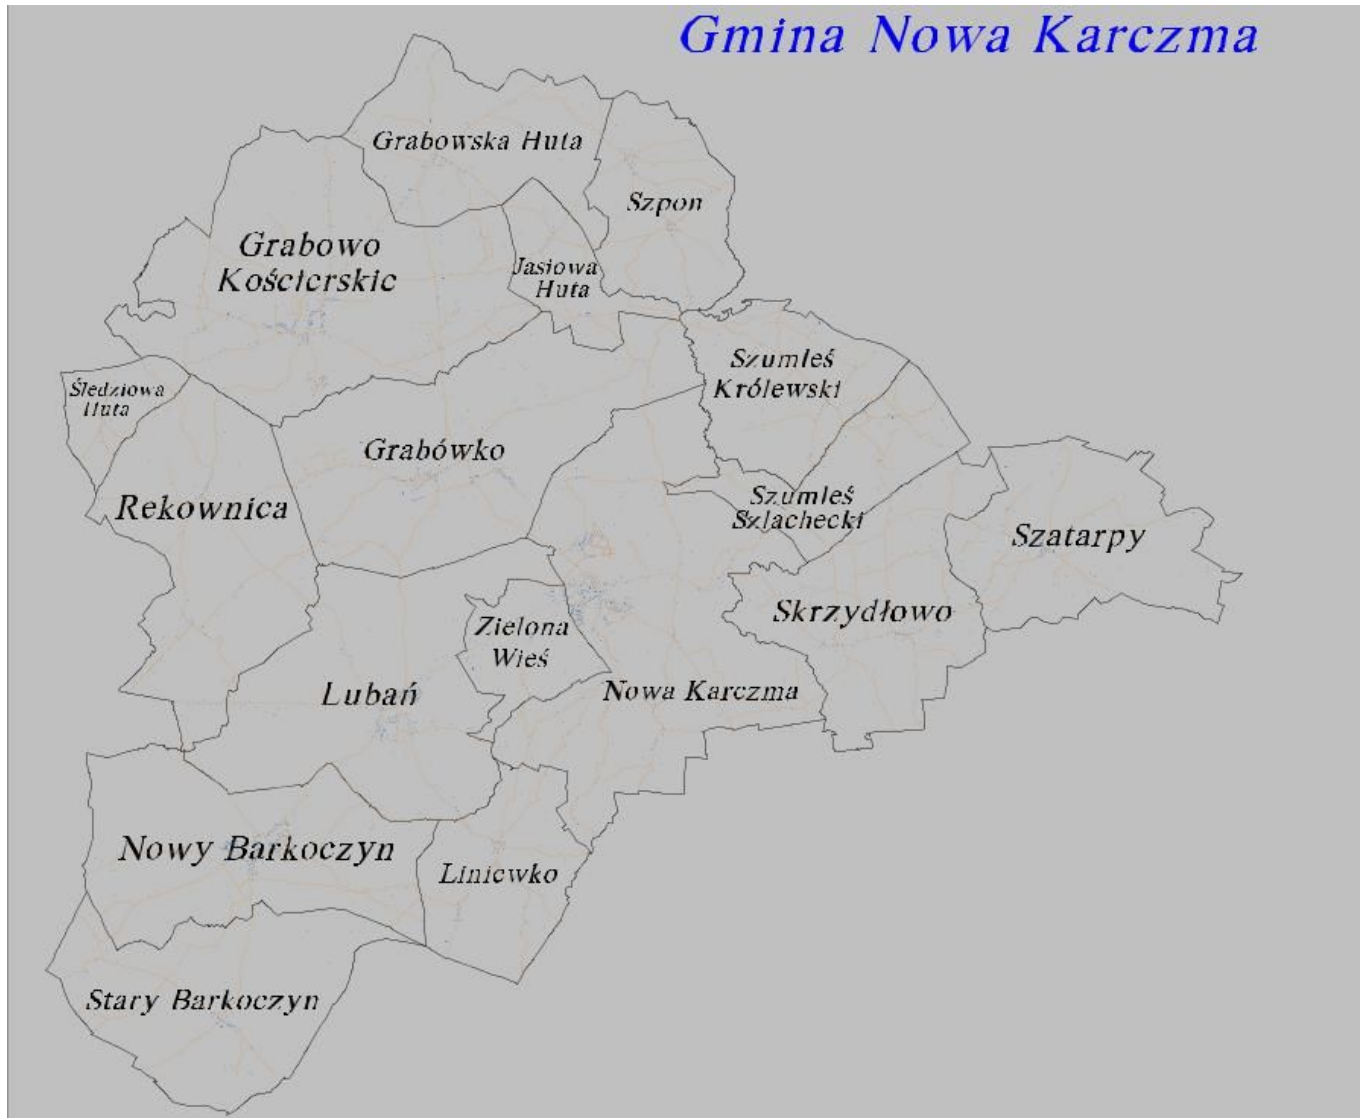 Gmina Nowa Karczma
Grabowska Huta
Szpon
Grabowo
Kościerskie
Jasiowa
Huta
Szumleś
Królewski
Śledziowa
Huta
Grabówko
Rekownica
Szumleś
Szlachecki
Szatarpy
Skrzydłowo
Zielona
Wieś
Lubań
Nowa Karczma
Nowy Barkoczyn
Liniewko
Stary Barkoczyn